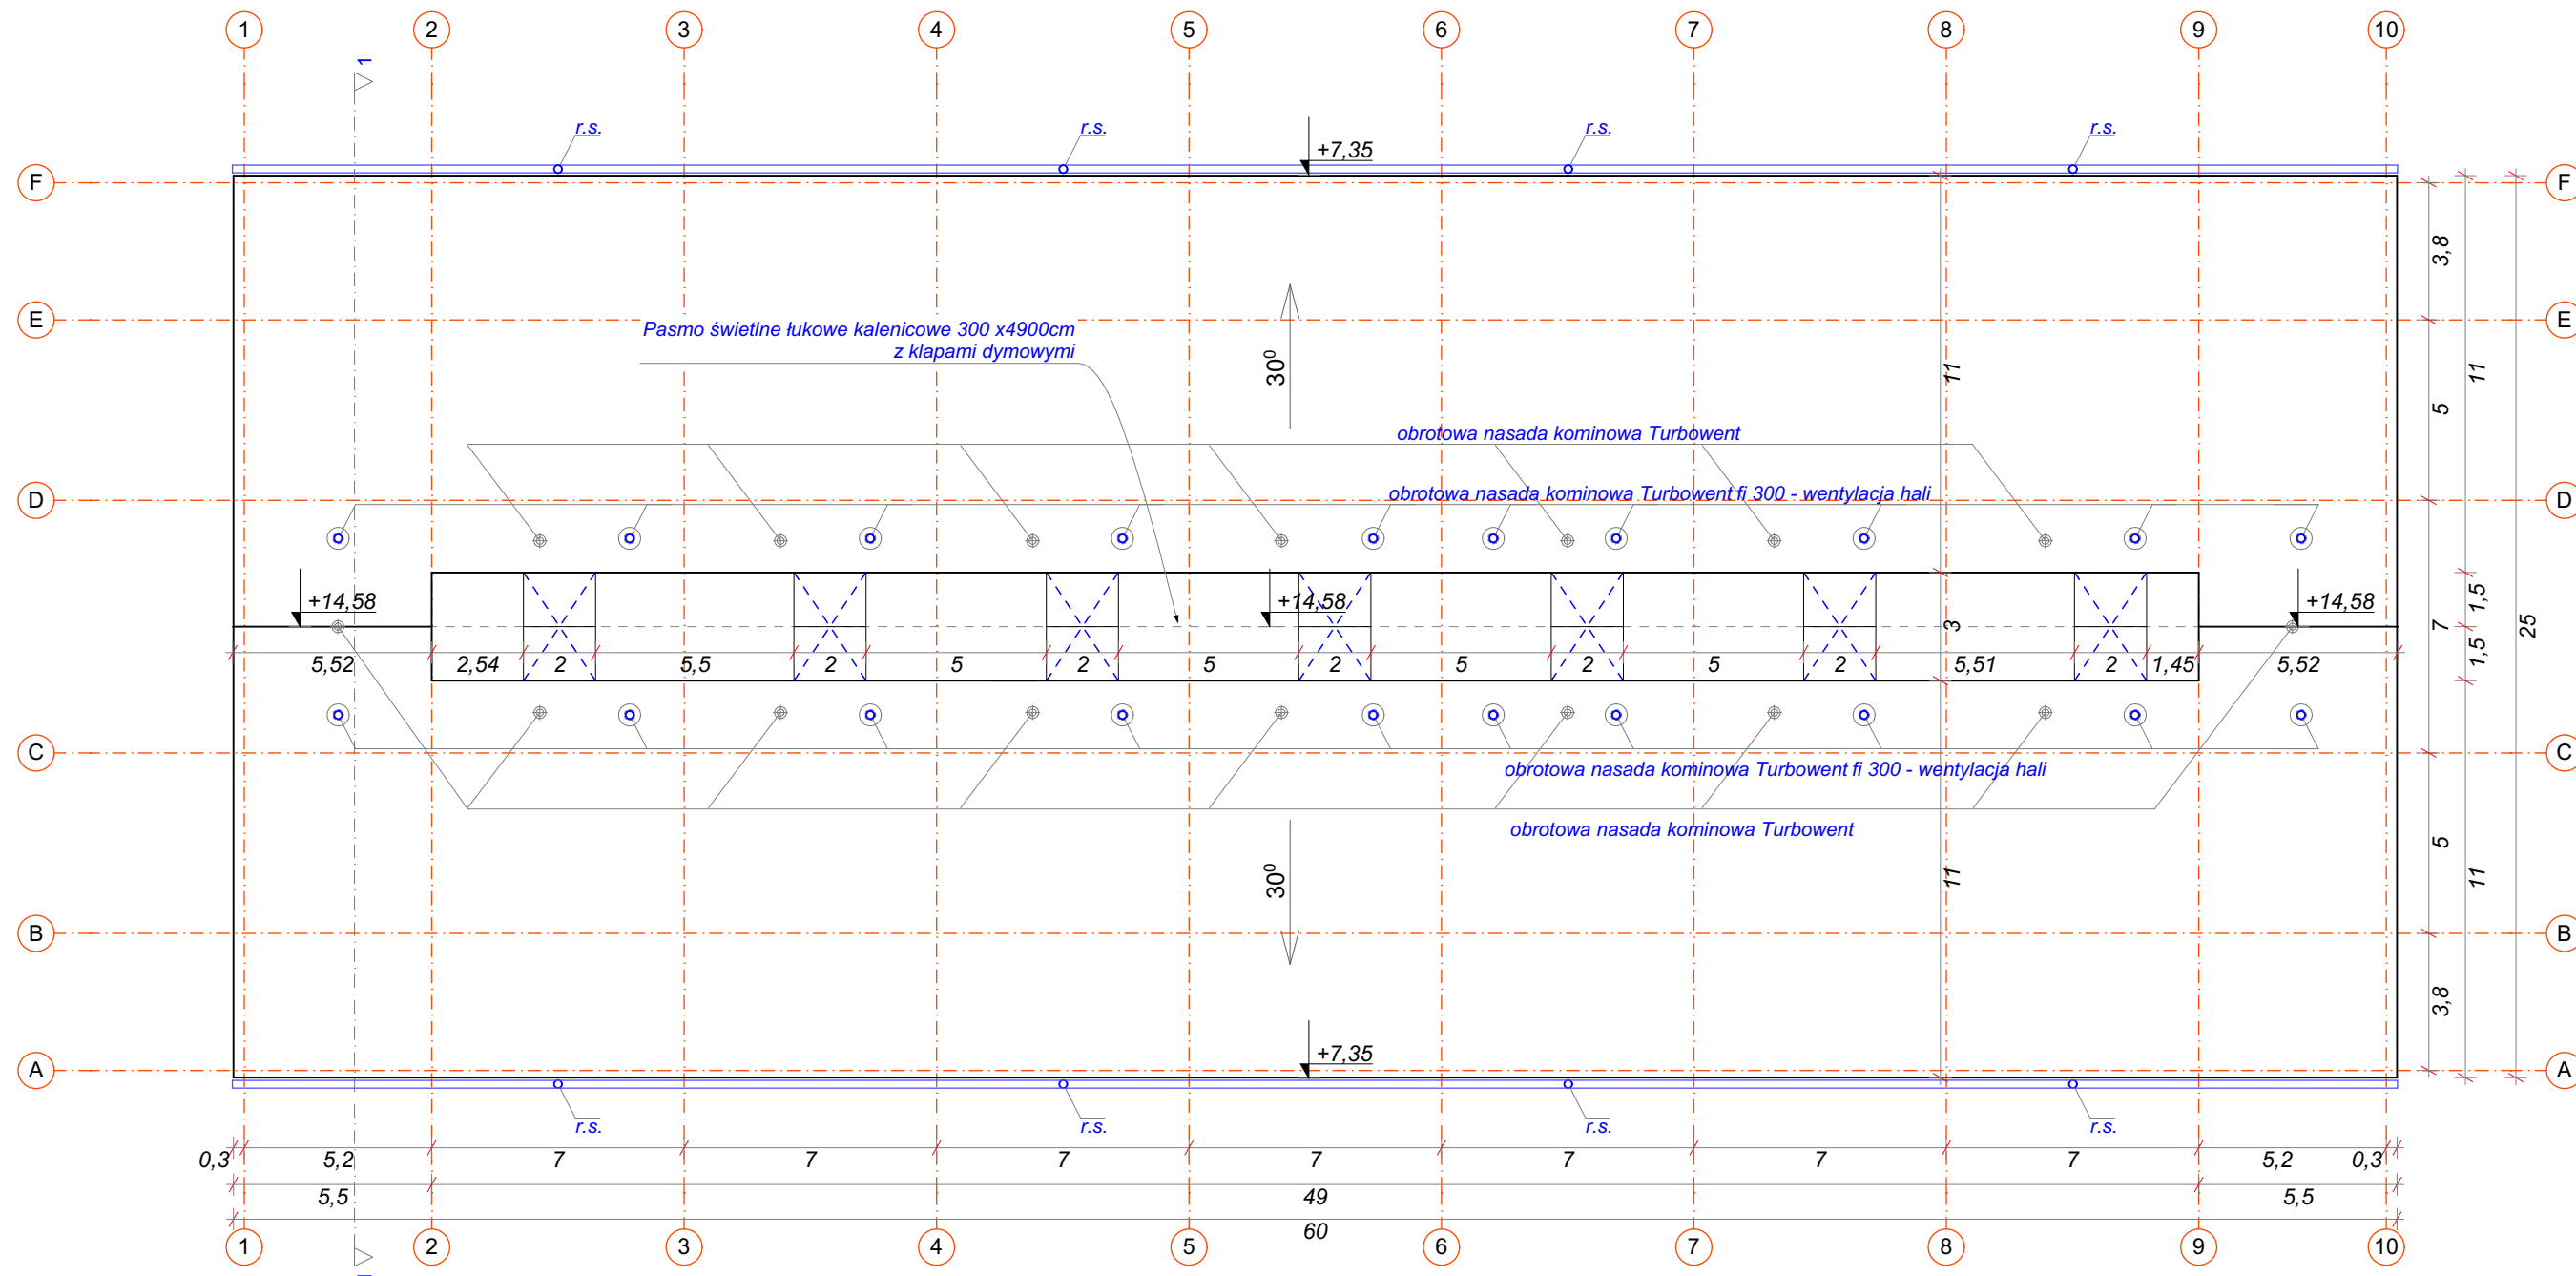 1 2 3 4 5 6 7 8 9 10
1
r.s. r.s. r.s. r.s.
+7,35
F F
3,8
E E
Pasmo świetlne łukowe kalenicowe 300 x4900cm
z klapami dymowymi
30⁰ 11 11
5
obrotowa nasada kominowa Turbowent
obrotowa nasada kominowa Turbowent fi 300 - wentylacja hali
D D
+14,58 +14,58 +14,58
3 7 1,5 25
1,5
5,52 2,54 2 5,5 2 5 2 5 2 5 2 5 2 5,51 2 1,45 5,52
C C
obrotowa nasada kominowa Turbowent fi 300 - wentylacja hali
obrotowa nasada kominowa Turbowent
5
30⁰ 11 11
B B
3,8
+7,35
A A
r.s. r.s. r.s. r.s.
0,3 5,2 7 7 7 7 7 7 7 5,2 0,3
5,5 49 5,5
60
1 2 3 4 5 6 7 8 9 10